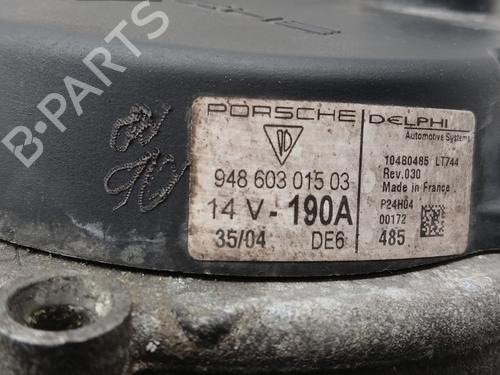 B-PARTS
PORSCHE
DELPHI
Automotive Systems
948 603 015 03
14 V - 190A
35/04 DE6
10480485 LT744
Rev.030
Made in France
P24H04
00172
485